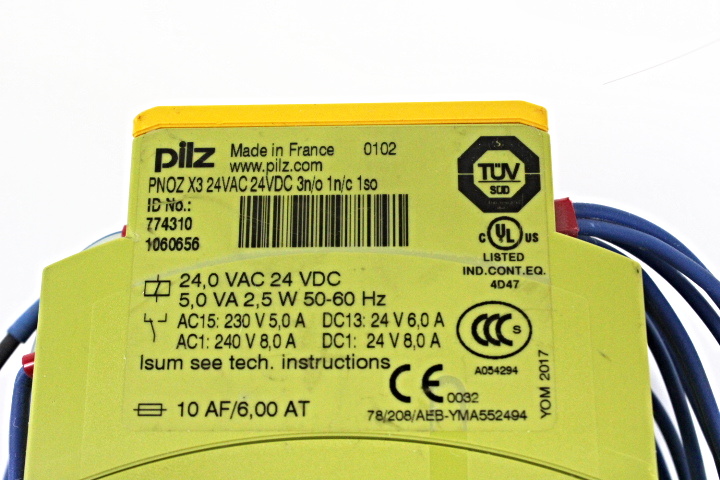 pilz Made in France 0102
www.pilz.com
PNOZ X3 24VAC 24VDC 3n/o 1n/c 1so
ID No.:
774310
1060656
TÜV
SÜD
C UL US
LISTED
IND.CONT.EQ.
4D47
24,0 VAC 24 VDC
5,0 VA 2,5 W 50-60 Hz
AC15: 230 V 5,0 A DC13: 24 V 6,0 A
AC1: 240 V 8,0 A DC1: 24 V 8,0 A
Isum see tech. instructions
CCC S
A054294
CE 0032
10 AF/6,00 AT
78/208/AEB-YMA552494
YOM 2017